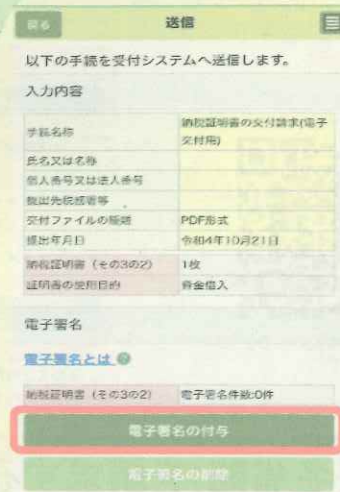 戻る
送信
以下の手続を受付システムへ送信します。
入力内容
手続名称
納税証明書の交付請求(電子
交付用)
氏名又は名称
個人番号又は法人番号
提出先税務署等
交付ファイルの種類
PDF形式
提出年月日
令和4年10月21日
納税証明書（その3の2）
1枚
証明書の使用目的
資金借入
電子署名
電子署名とは
納税証明書（その3の2）
電子署名件数:0件
電子署名の付与
電子署名の削除